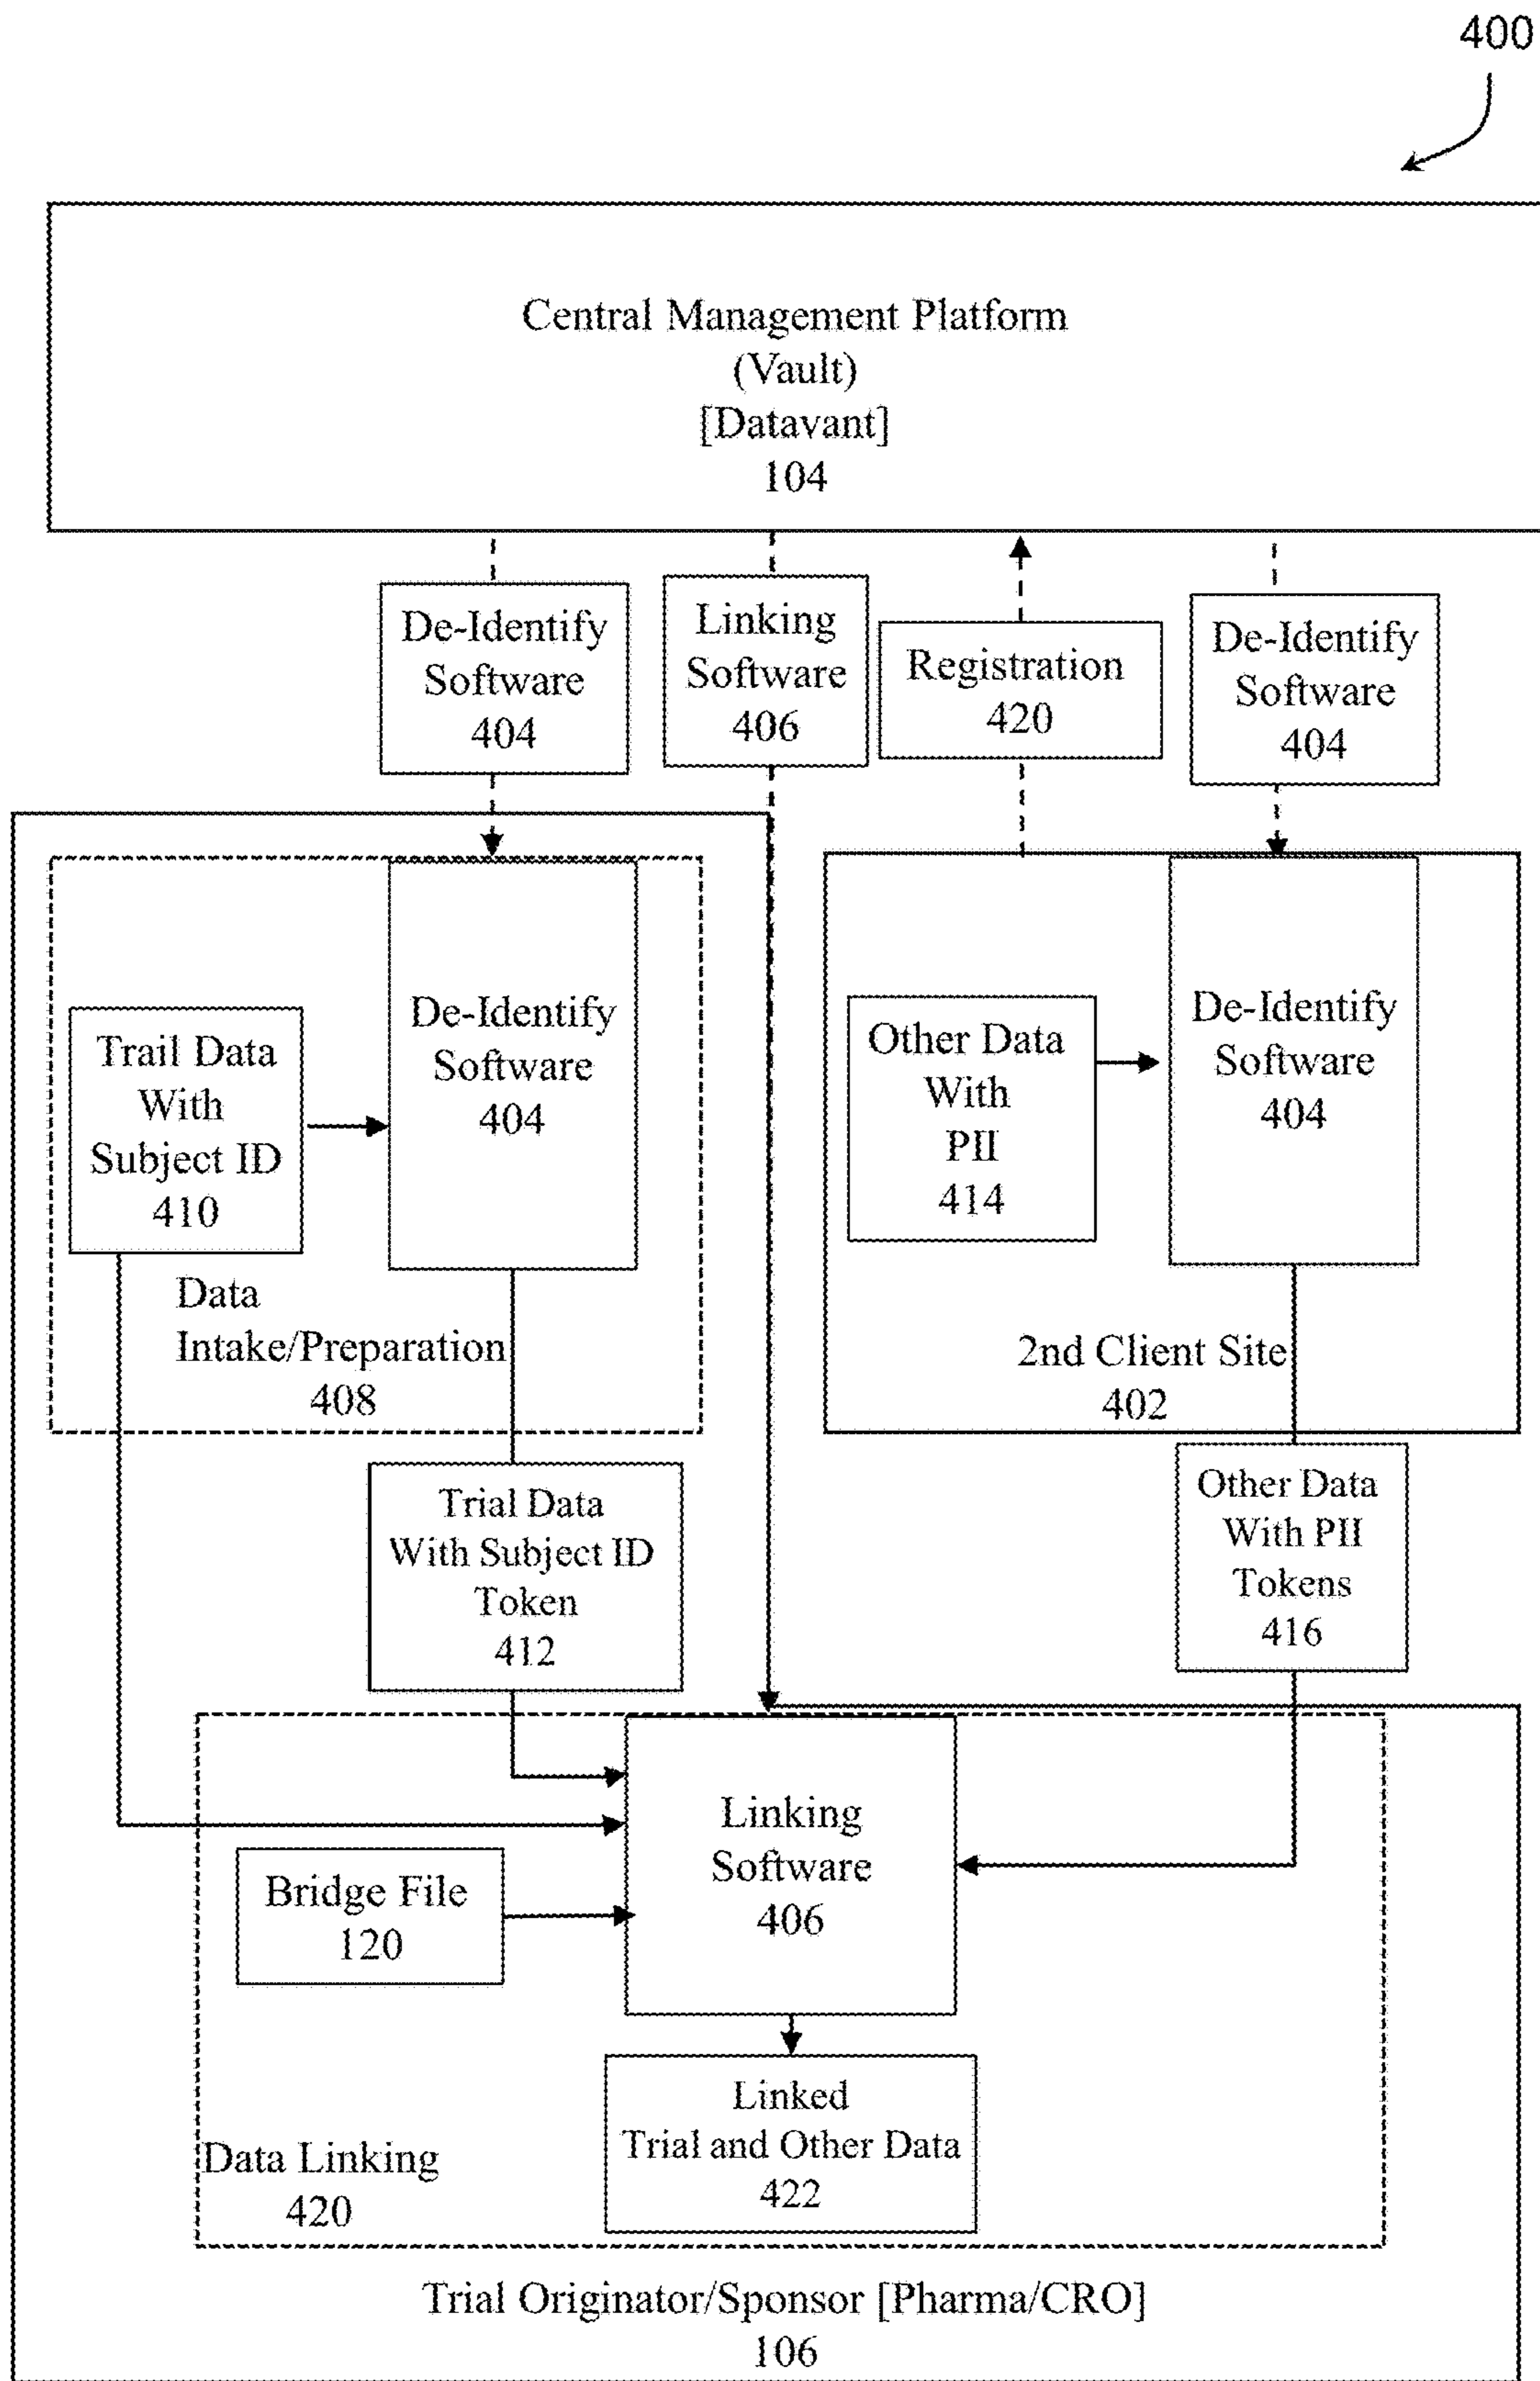 400
Central Management Platform
(Vault)
[Datavant]
104
De-Identify
Software
404
Linking
Software
406
Registration
420
De-Identify
Software
404
Trail Data
With
Subject ID
410
De-Identify
Software
404
Data
Intake/Preparation
408
Other Data
With
PII
414
De-Identify
Software
404
2nd Client Site
402
Trial Data
With Subject ID
Token
412
Other Data
With PII
Tokens
416
Bridge File
120
Linking
Software
406
Linked
Trial and Other Data
422
Data Linking
420
Trial Originator/Sponsor [Pharma/CRO]
106